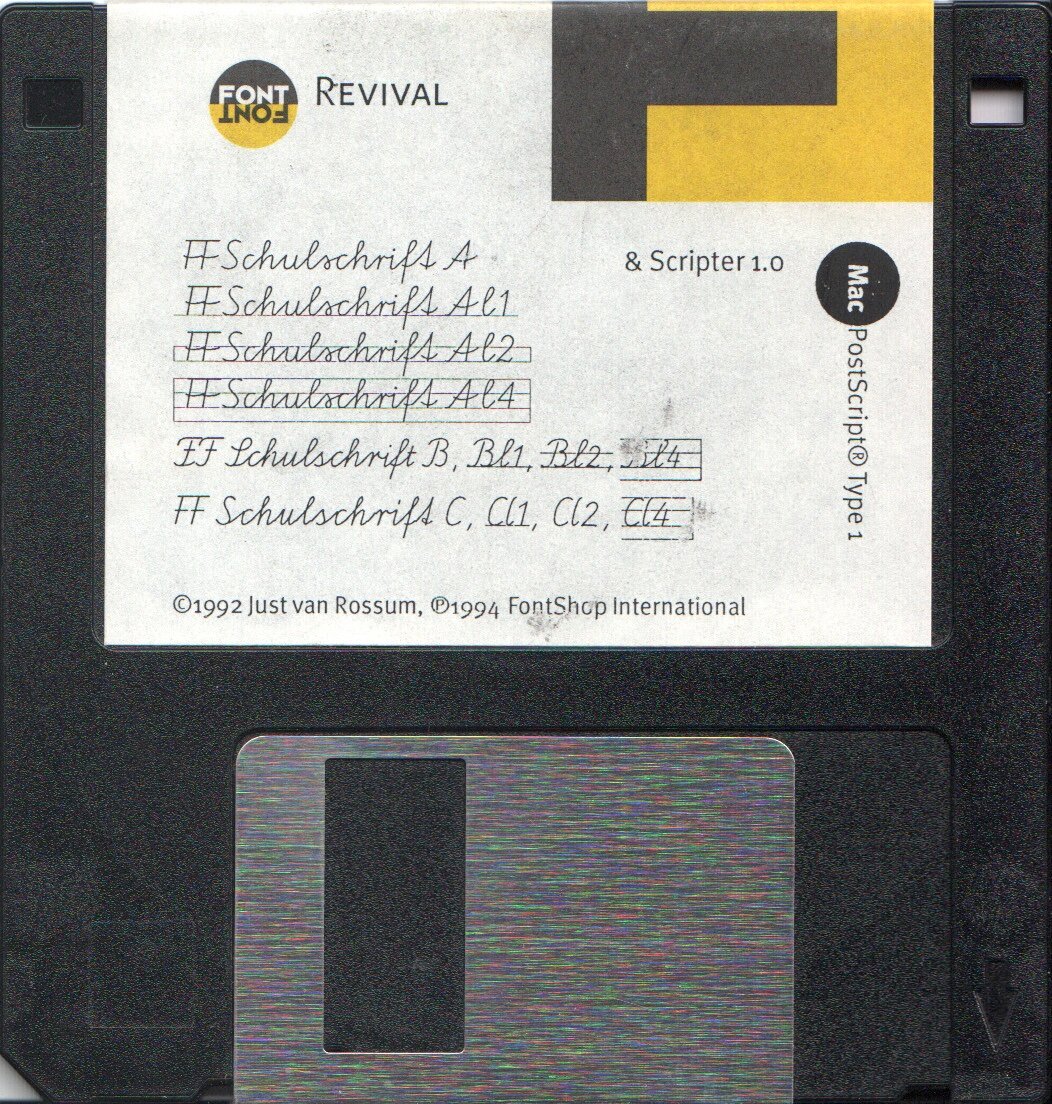 FONT
FONT
REVIVAL
FF Schulschrift A
& Scripter 1.0
FF Schulschrift Al1
FF Schulschrift Al2
FF Schulschrift Al4
FF Schulschrift B, Bl1, Bl2, Bl4
FF Schulschrift C, Cl1, Cl2, Cl4
Mac PostScript® Type 1
©1992 Just van Rossum, ℗1994 FontShop International